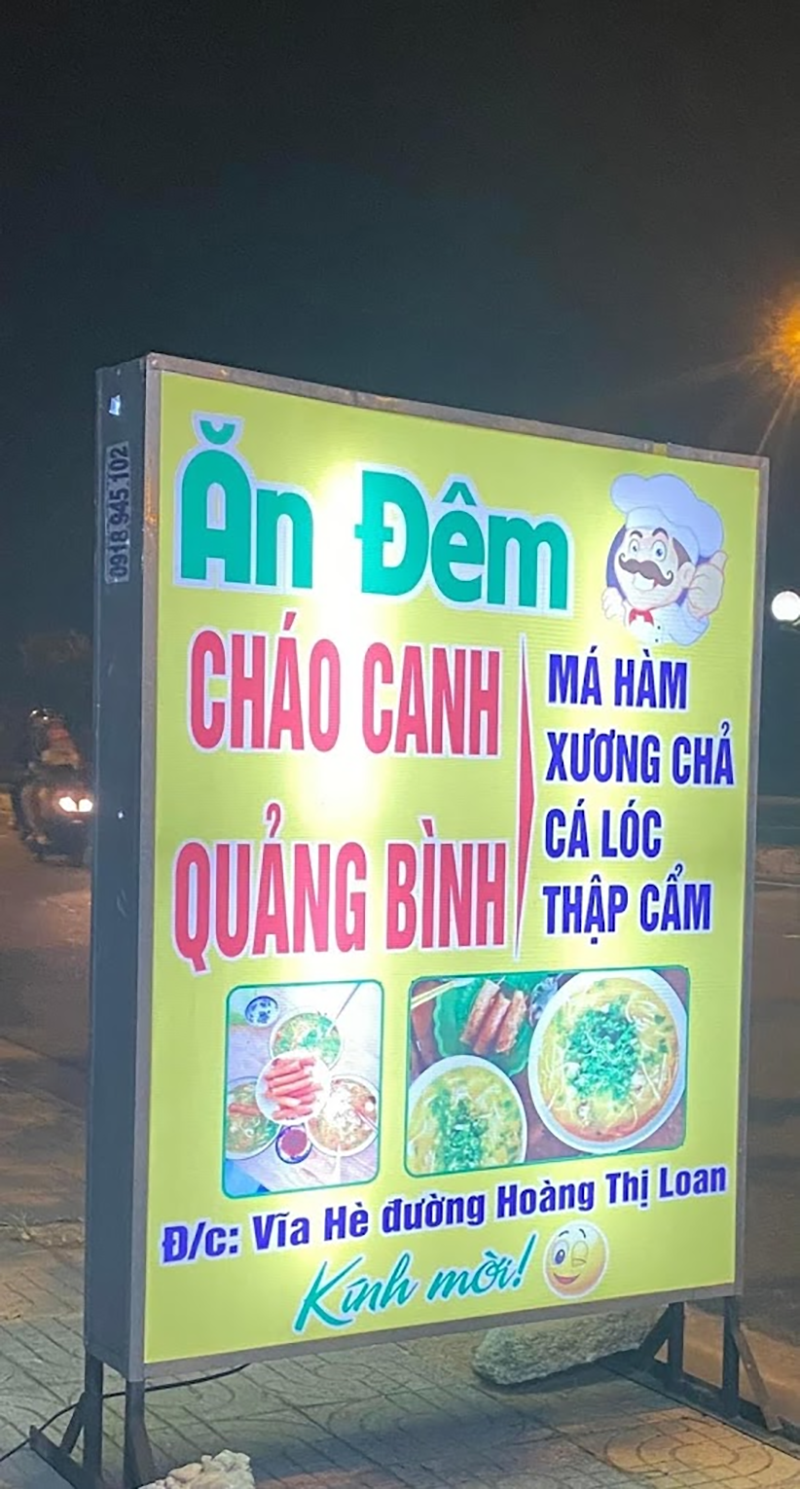 Ăn Đêm
CHÁO CANH
QUẢNG BÌNH
MÁ HÀM
XƯƠNG CHẢ
CÁ LÓC
THẬP CẨM
Đ/c: Vĩa Hè đường Hoàng Thị Loan
Kính mời!
0918 945 102